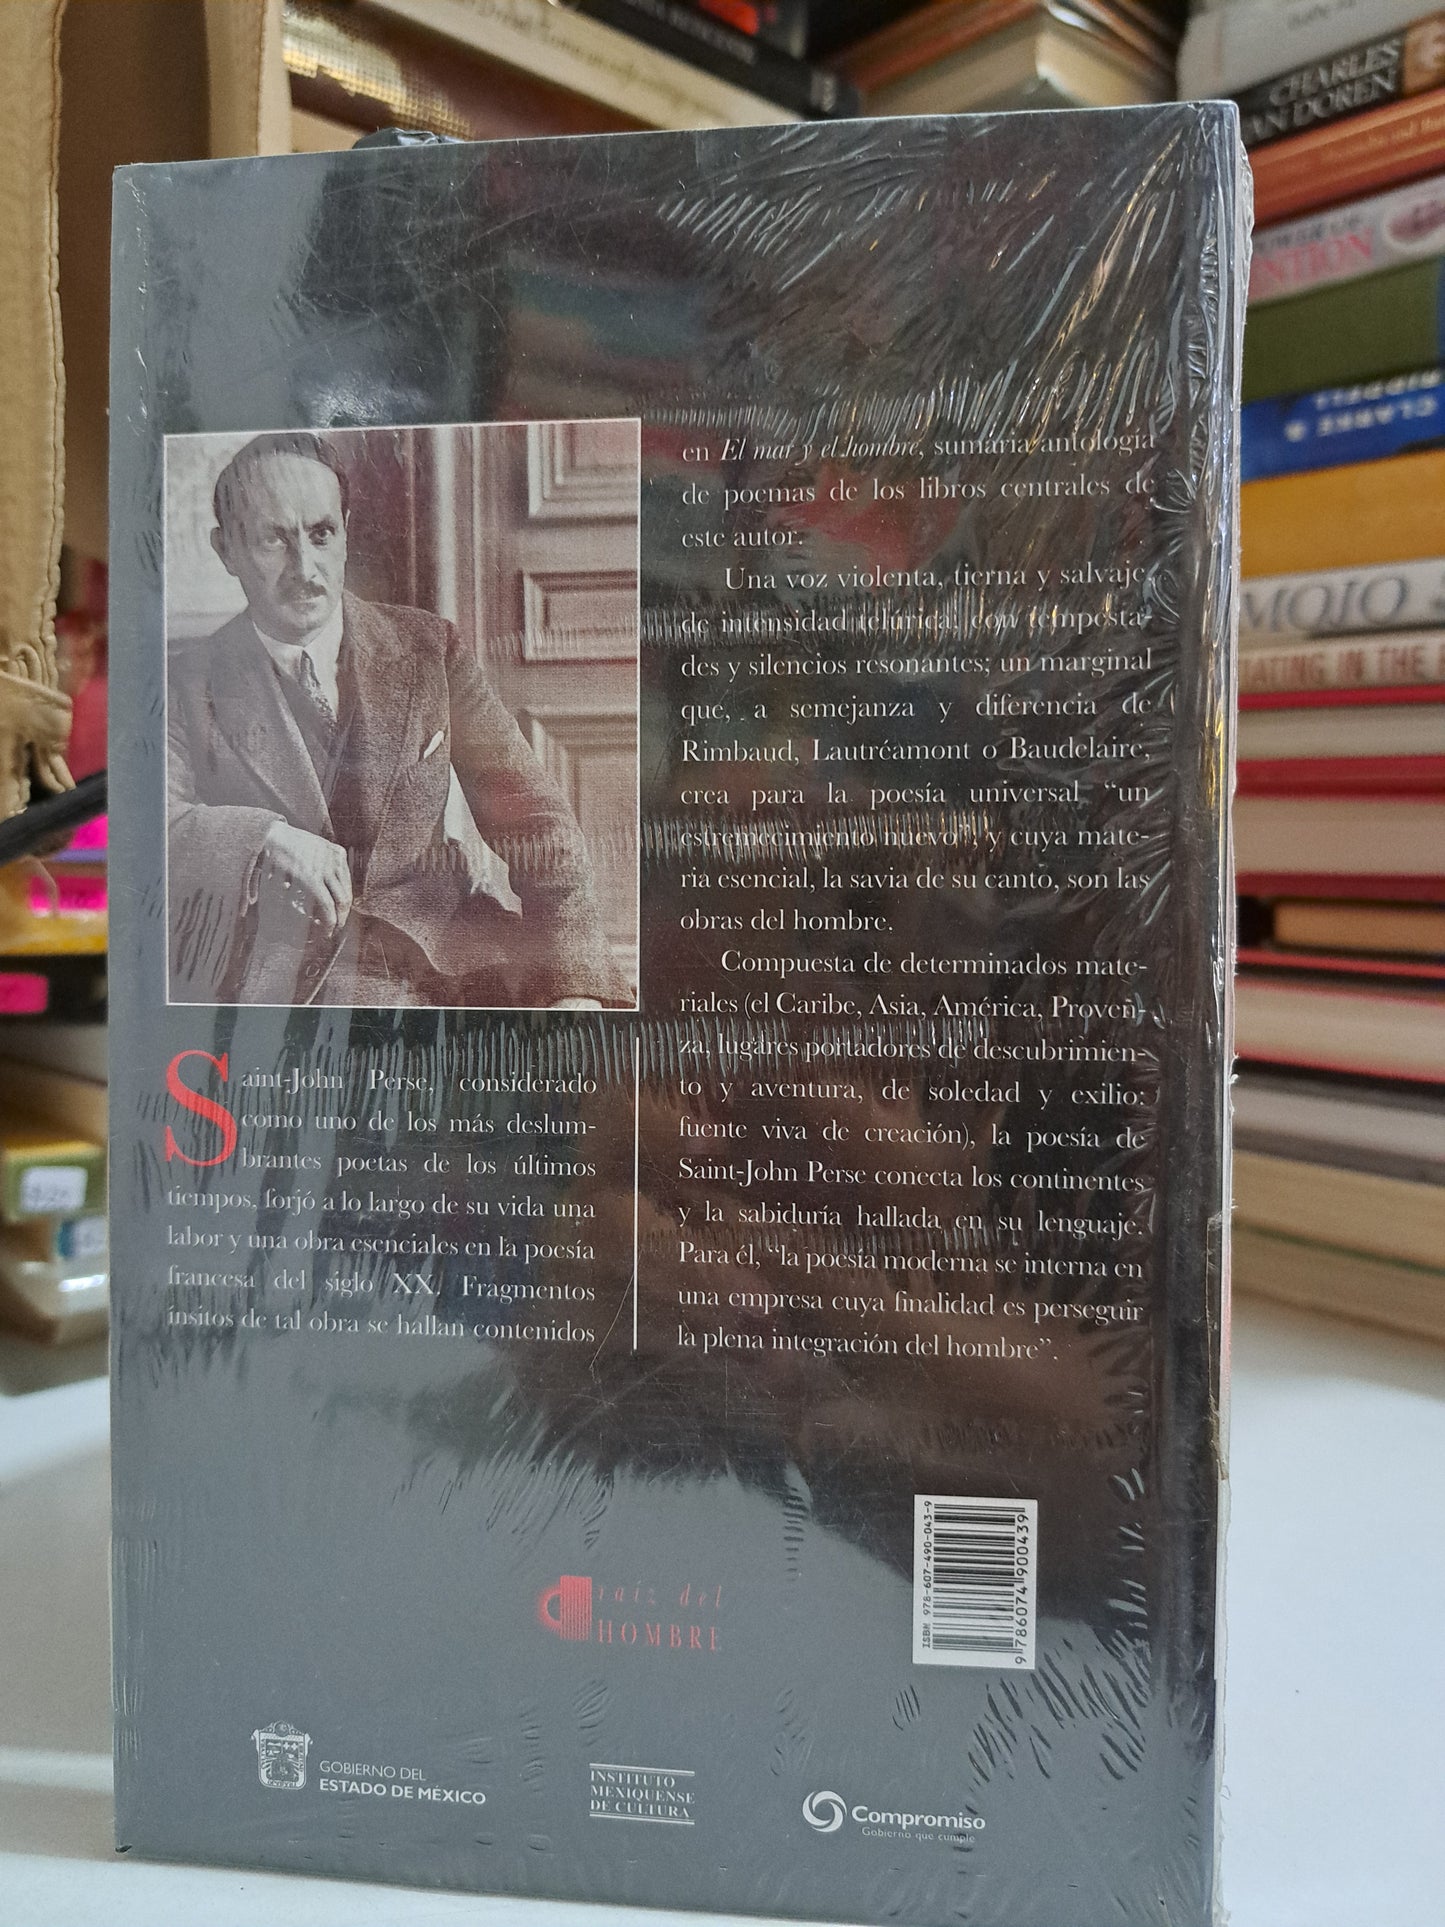 Saint-John Perse, considerado
como uno de los más deslum-
brantes poetas de los últimos
tiempos, forjó a lo largo de su vida una
labor y una obra esenciales en la poesía
francesa del siglo XX. Fragmentos
ínsitos de tal obra se hallan contenidos
en El mar y el hombre, sumaria antología
de poemas de los libros centrales de
este autor.
Una voz violenta, tierna y salvaje,
de intensidad telúrica, con tempesta-
des y silencios resonantes; un marginal
que, a semejanza y diferencia de
Rimbaud, Lautréamont o Baudelaire,
crea para la poesía universal “un
estremecimiento nuevo”, y cuya mate-
ria esencial, la savia de su canto, son las
obras del hombre.
Compuesta de determinados mate-
riales (el Caribe, Asia, América, Proven-
za, lugares portadores de descubrimien-
to y aventura, de soledad y exilio:
fuente viva de creación), la poesía de
Saint-John Perse conecta los continentes
y la sabiduría hallada en su lenguaje.
Para él, “la poesía moderna se interna en
una empresa cuya finalidad es perseguir
la plena integración del hombre”.
raíz del
HOMBRE
ISBN 978-607-490-043-9
9 786074 900439
GOBIERNO DEL
ESTADO DE MÉXICO
INSTITUTO
MEXIQUENSE
DE CULTURA
Compromiso
Gobierno que cumple
CHARLES
VAN DOREN
MOJO